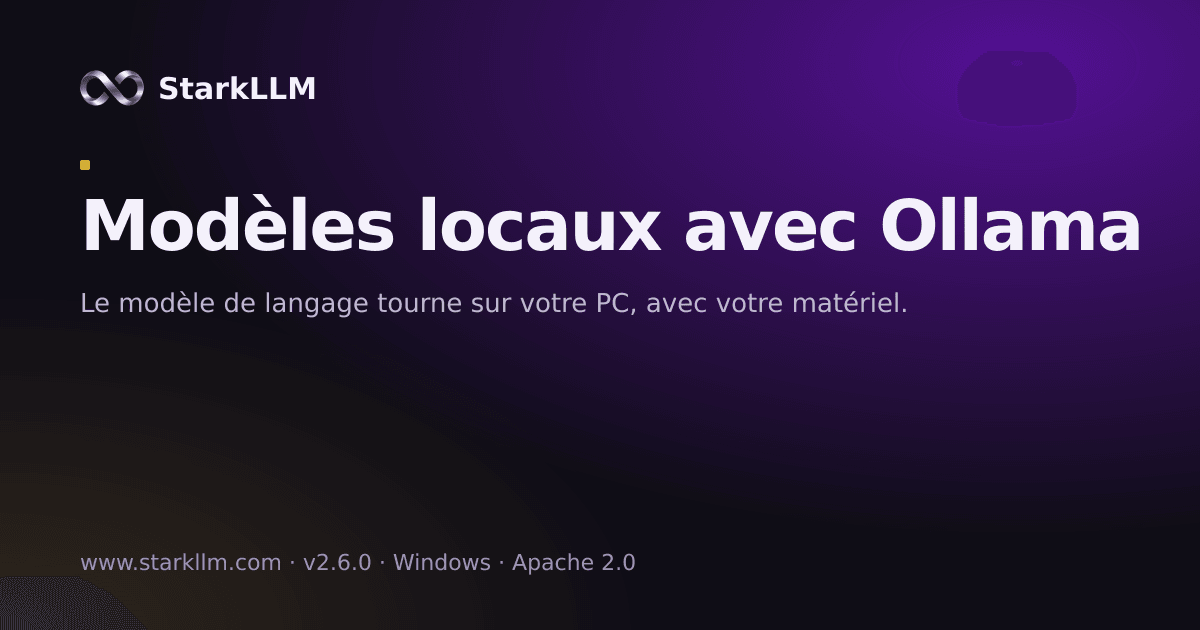 StarkLLM
Modèles locaux avec Ollama
Le modèle de langage tourne sur votre PC, avec votre matériel.
www.starkllm.com · v2.6.0 · Windows · Apache 2.0